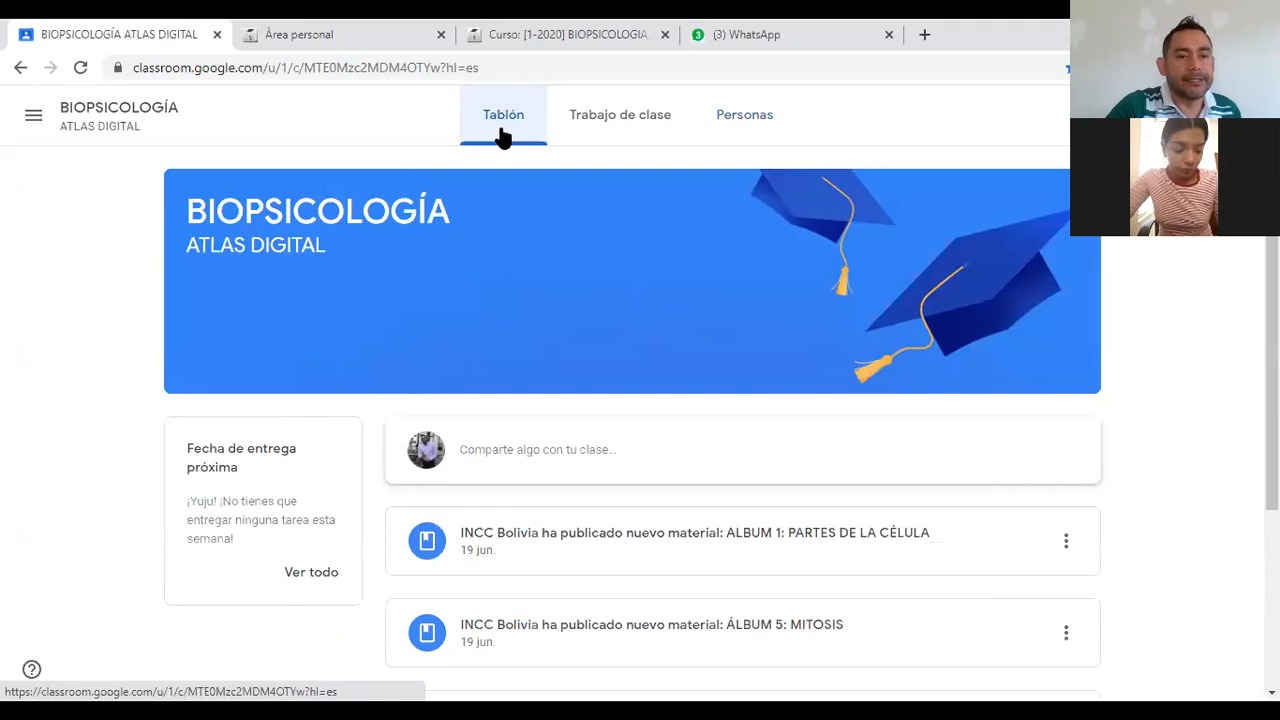 BIOPSICOLOGÍA ATLAS DIGITAL
Área personal
Curso: [1-2020] BIOPSICOLOGIA,
3
(3) WhatsApp
classroom.google.com/u/1/c/MTE0Mzc2MDM4OTYw?hl=es
BIOPSICOLOGÍA
ATLAS DIGITAL
Tablón
Trabajo de clase
Personas
BIOPSICOLOGÍA
ATLAS DIGITAL
Fecha de entrega
próxima
¡Yuju! ¡No tienes que
entregar ninguna tarea esta
semana!
Ver todo
Comparte algo con tu clase...
INCC Bolivia ha publicado nuevo material: ALBUM 1: PARTES DE LA CÉLULA
19 jun.
INCC Bolivia ha publicado nuevo material: ÁLBUM 5: MITOSIS
19 jun.
https://classroom.google.com/u/1/c/MTE0Mzc2MDM4OTYw?hl=es